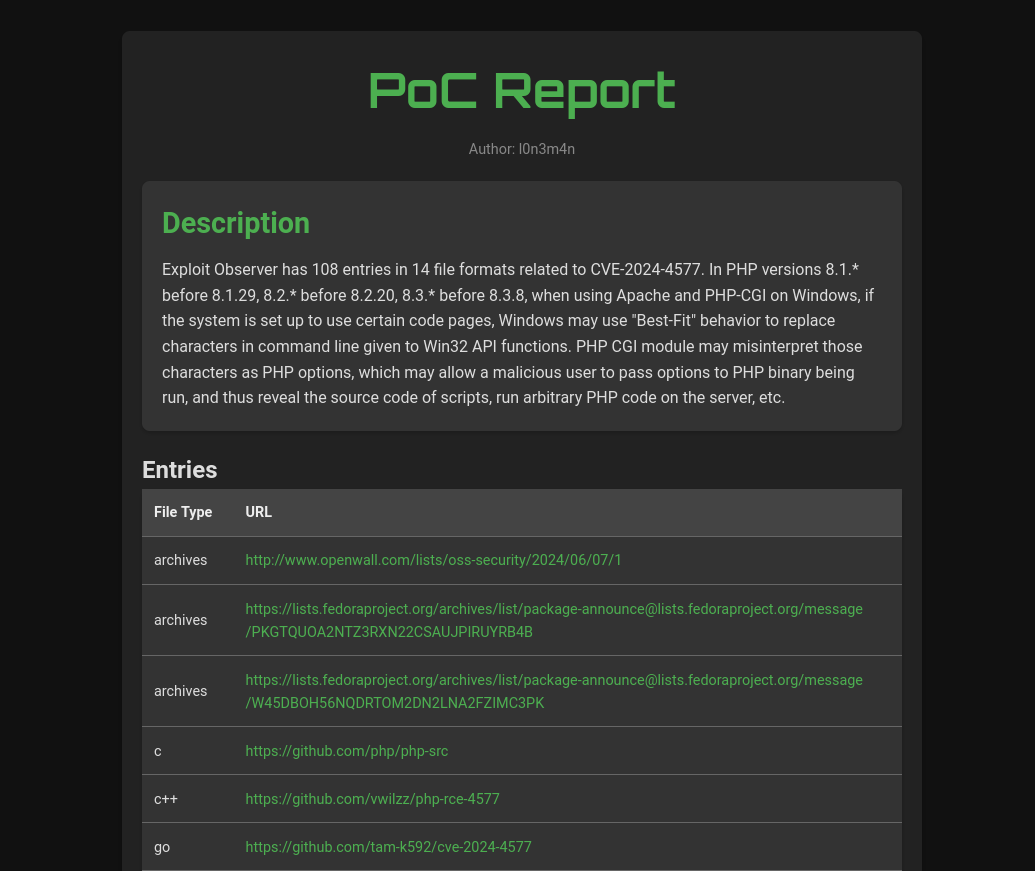 PoC Report
Author: l0n3m4n
Description
Exploit Observer has 108 entries in 14 file formats related to CVE-2024-4577. In PHP versions 8.1.*
before 8.1.29, 8.2.* before 8.2.20, 8.3.* before 8.3.8, when using Apache and PHP-CGI on Windows, if
the system is set up to use certain code pages, Windows may use "Best-Fit" behavior to replace
characters in command line given to Win32 API functions. PHP CGI module may misinterpret those
characters as PHP options, which may allow a malicious user to pass options to PHP binary being
run, and thus reveal the source code of scripts, run arbitrary PHP code on the server, etc.
Entries
File Type URL
archives http://www.openwall.com/lists/oss-security/2024/06/07/1
archives https://lists.fedoraproject.org/archives/list/package-announce@lists.fedoraproject.org/message
/PKGTQUOA2NTZ3RXN22CSAUJPIRUYRB4B
archives https://lists.fedoraproject.org/archives/list/package-announce@lists.fedoraproject.org/message
/W45DBOH56NQDRTOM2DN2LNA2FZIMC3PK
c https://github.com/php/php-src
c++ https://github.com/vwilzz/php-rce-4577
go https://github.com/tam-k592/cve-2024-4577